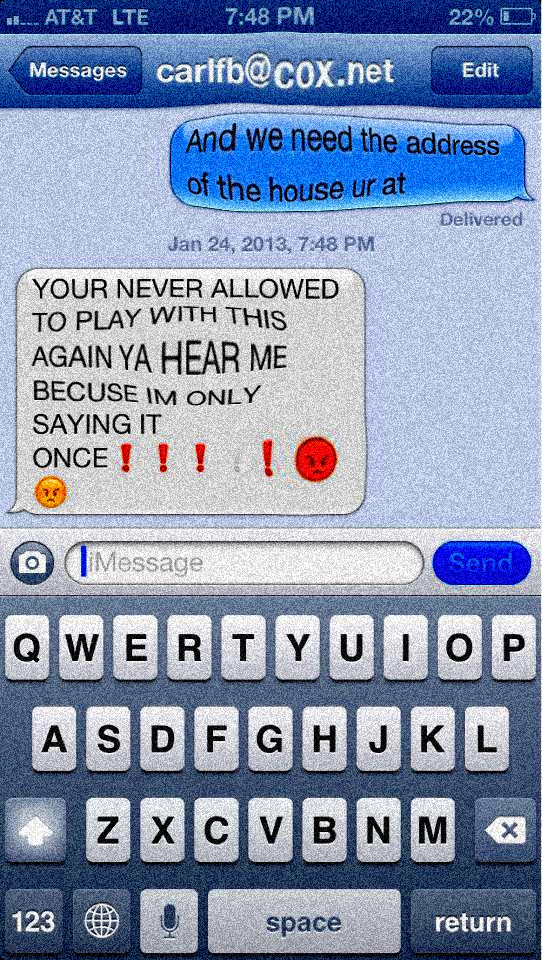 AT&T LTE 7:48 PM 22%
Messages carlfb@cox.net Edit
And we need the address
of the house ur at
Delivered
Jan 24, 2013, 7:48 PM
YOUR NEVER ALLOWED
TO PLAY WITH THIS
AGAIN YA HEAR ME
BECUSE IM ONLY
SAYING IT
ONCE❗❗❗❕❗😡
😠
iMessage Send
Q W E R T Y U I O P
A S D F G H J K L
Z X C V B N M
123 space return